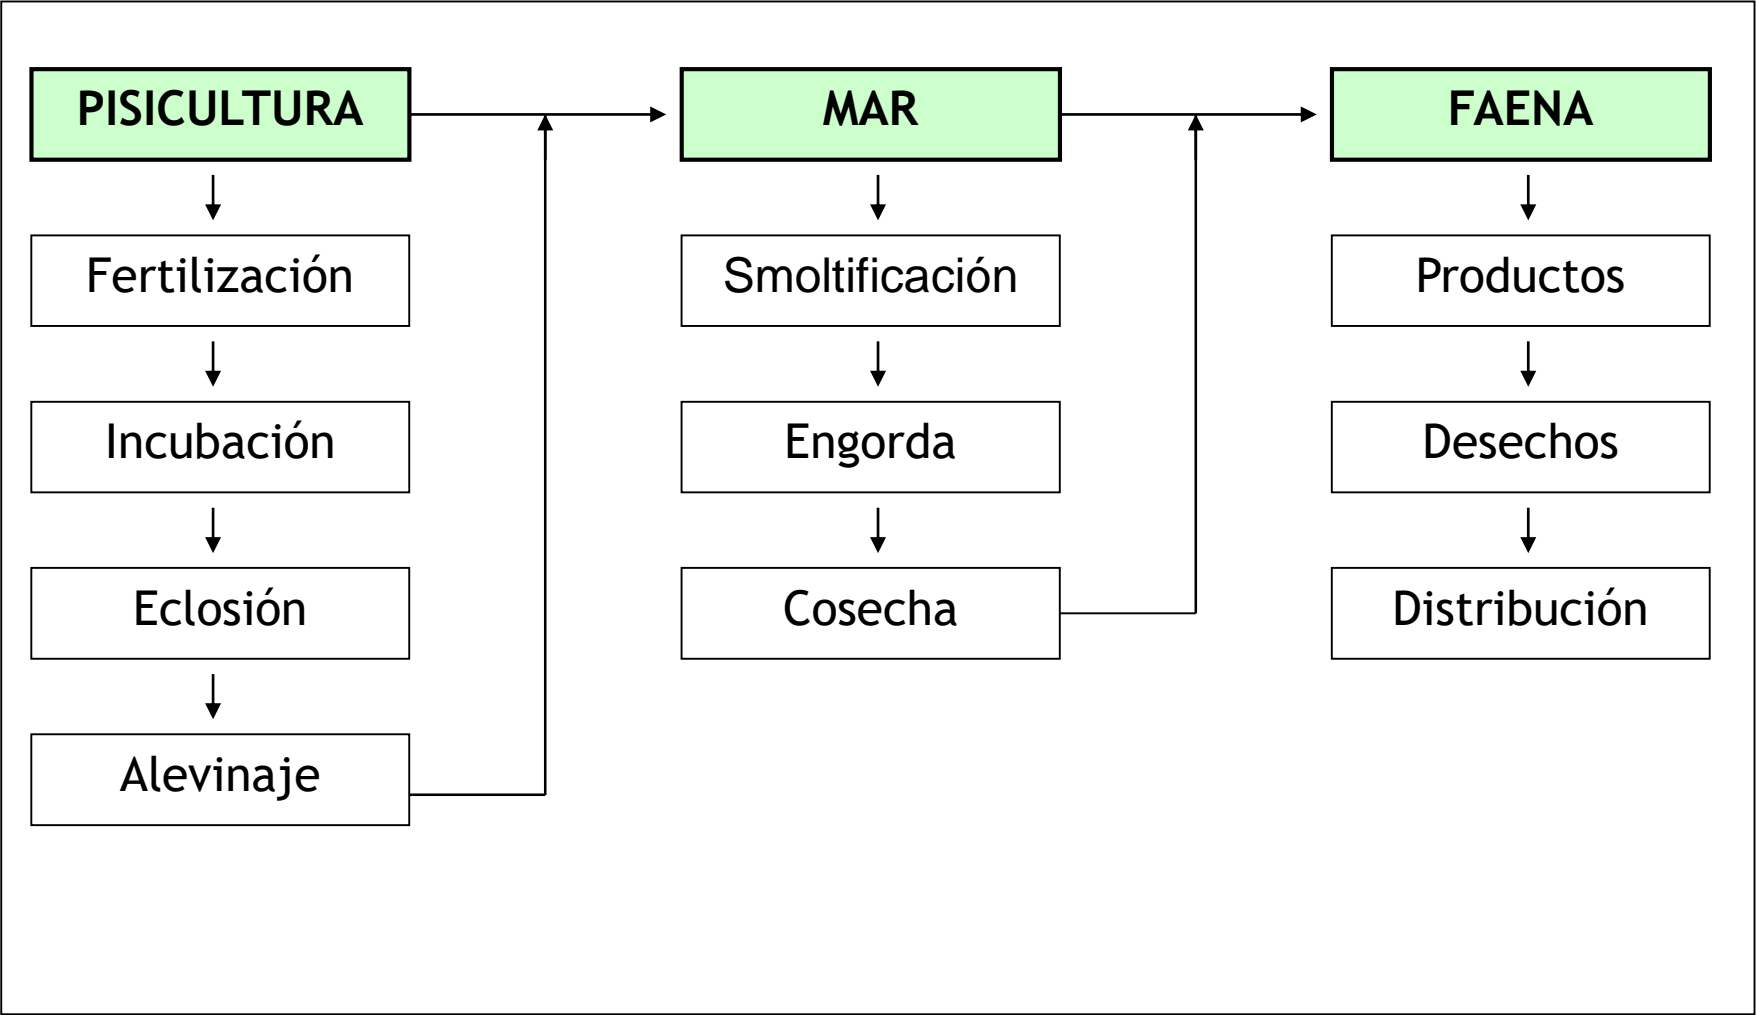 PISICULTURA
Fertilización
Incubación
Eclosión
Alevinaje
MAR
Smoltificación
Engorda
Cosecha
FAENA
Productos
Desechos
Distribución